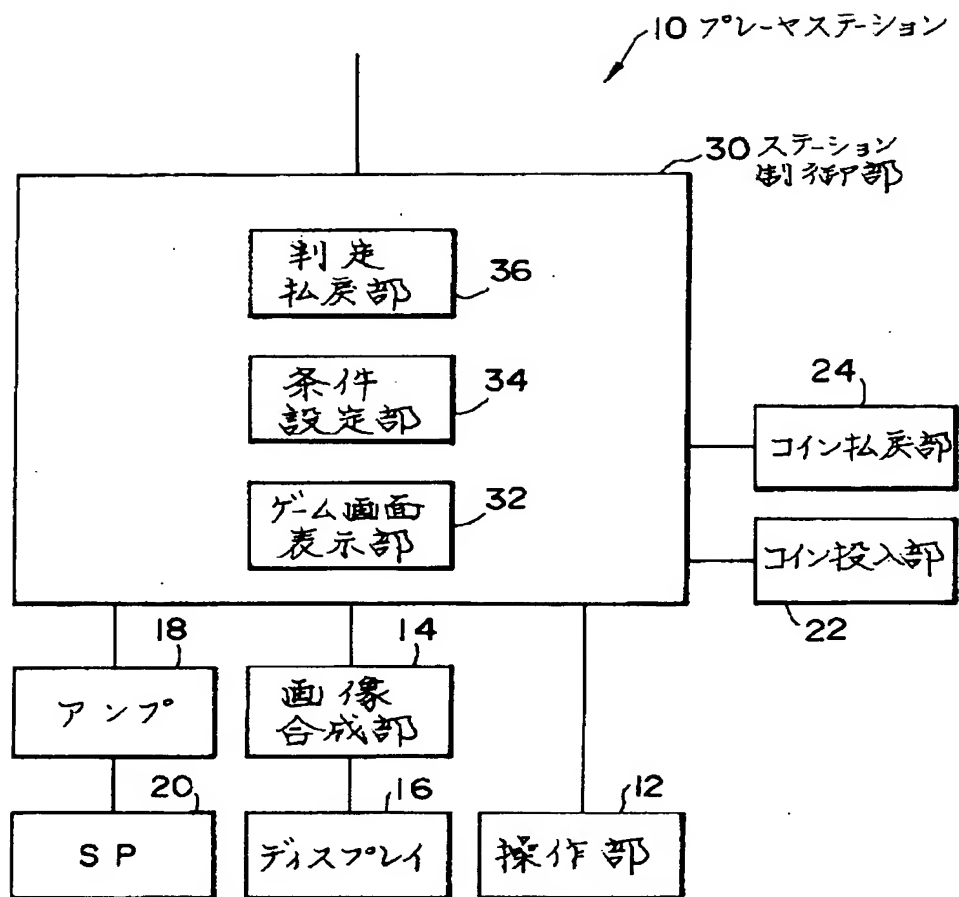 10 プレーヤステーション
30 ステーション
制御部
判定
払戻部
36
条件
設定部
34
24
コイン払戻部
ゲーム画面
表示部
32
コイン投入部
22
18
アンプ
14
画像
合成部
20
SP
16
ディスプレイ
12
操作部